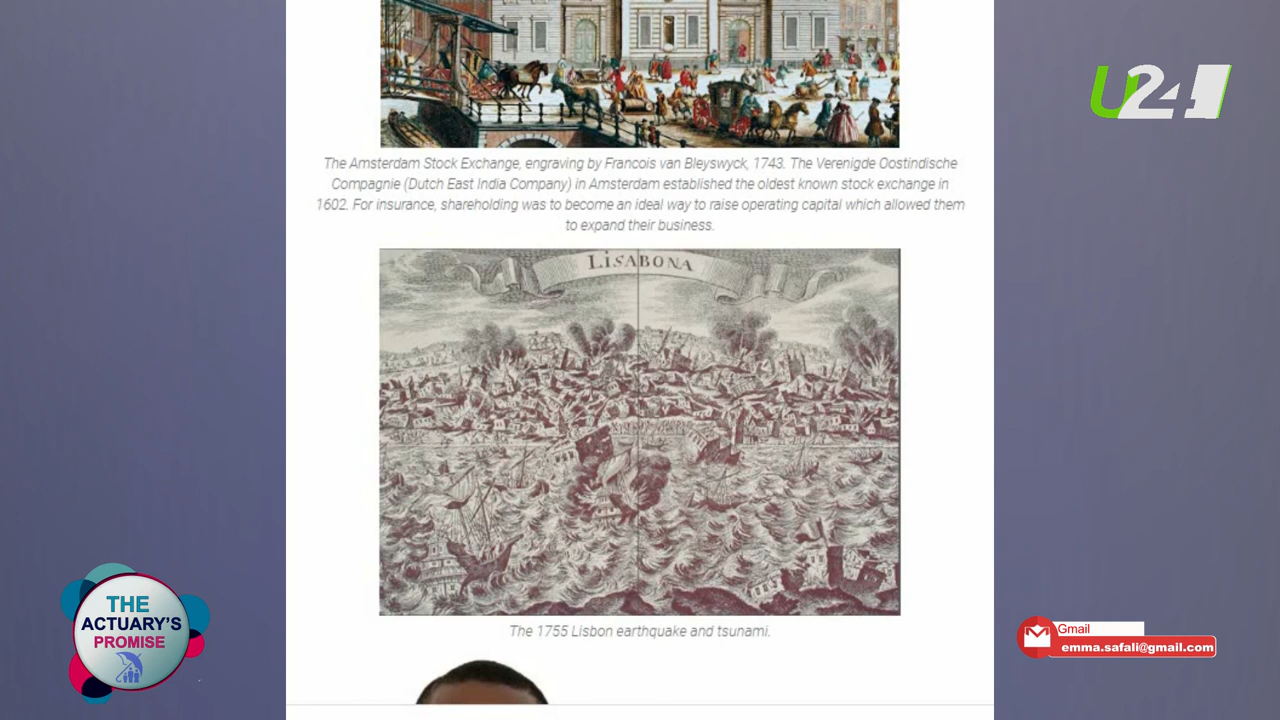 U24
The Amsterdam Stock Exchange, engraving by Francois van Bleyswyck, 1743. The Verenigde Oostindische
Compagnie (Dutch East India Company) in Amsterdam established the oldest known stock exchange in
1602. For insurance, shareholding was to become an ideal way to raise operating capital which allowed them
to expand their business.
LISABONA
The 1755 Lisbon earthquake and tsunami.
THE
ACTUARY'S
PROMISE
Gmail
emma.safali@gmail.com